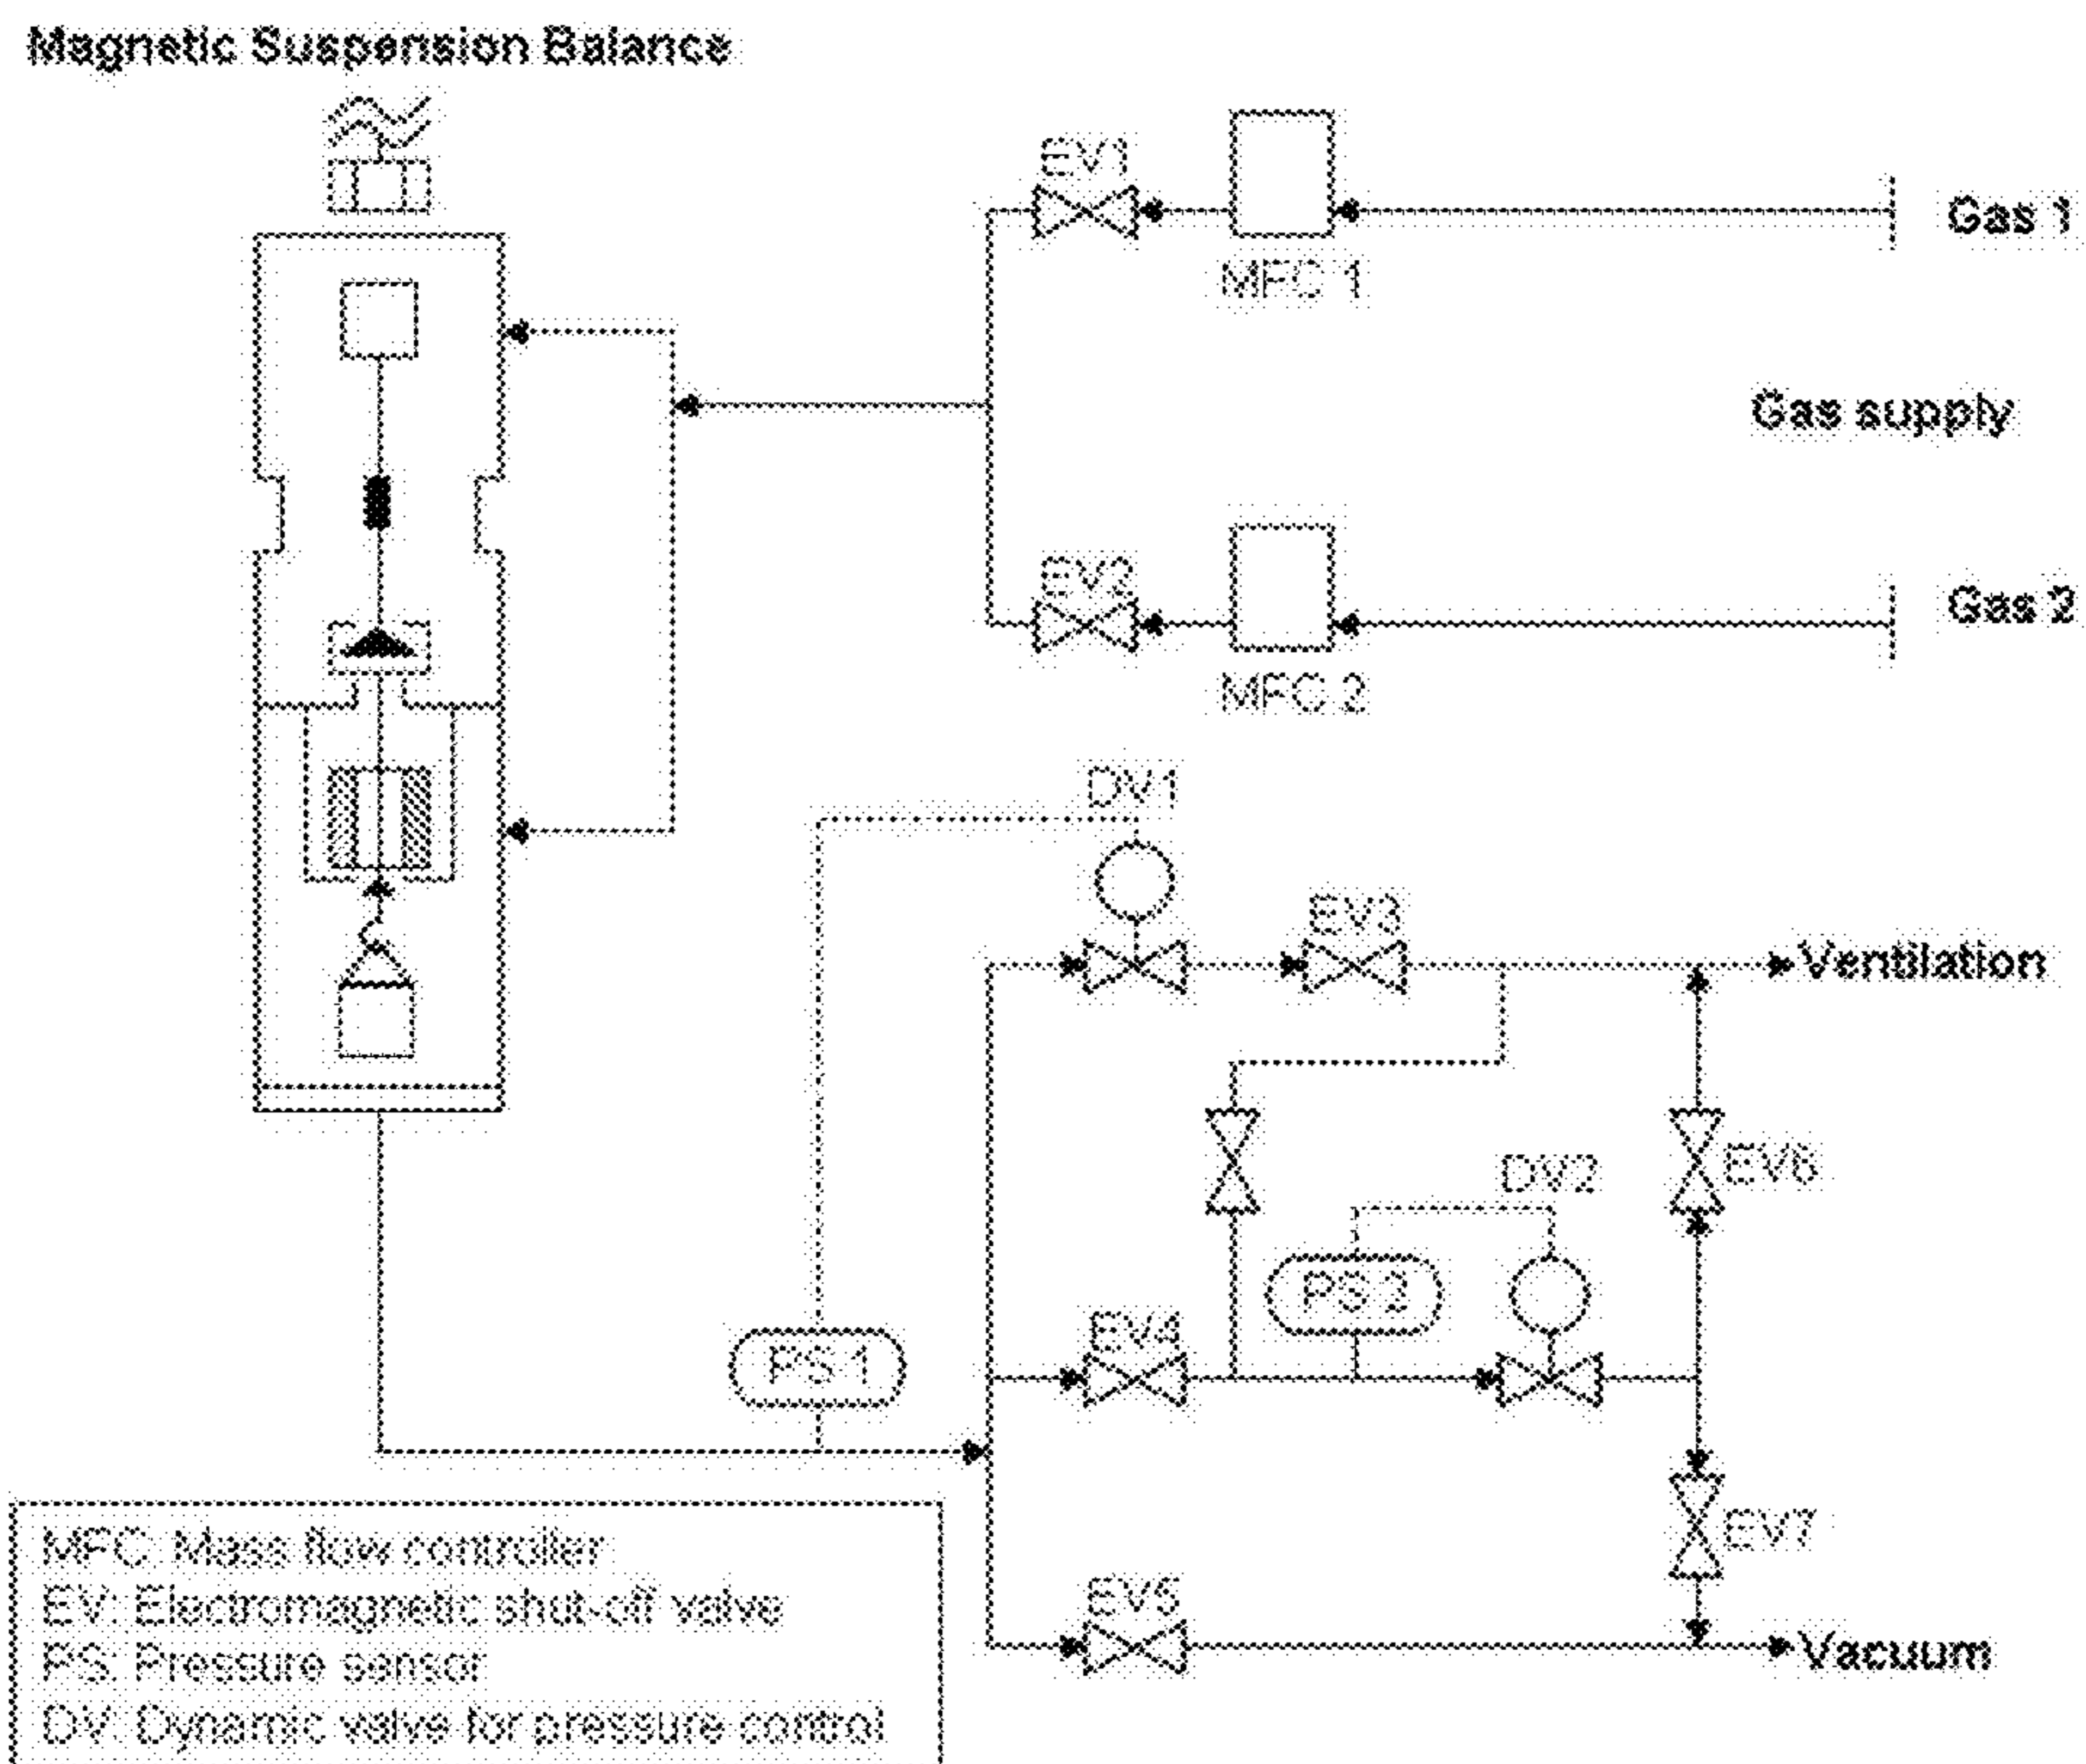 Magnetic Suspension Balance
EV1
Gas 1
MFC 1
Gas supply
EV2
Gas 2
MFC 2
DV1
EV3
Ventilation
DV2
EV6
PS 2
EV4
PS 1
EV7
EV5
Vacuum
MFC: Mass flow controller
EV: Electromagnetic shut-off valve
PS: Pressure sensor
DV: Dynamic valve for pressure control